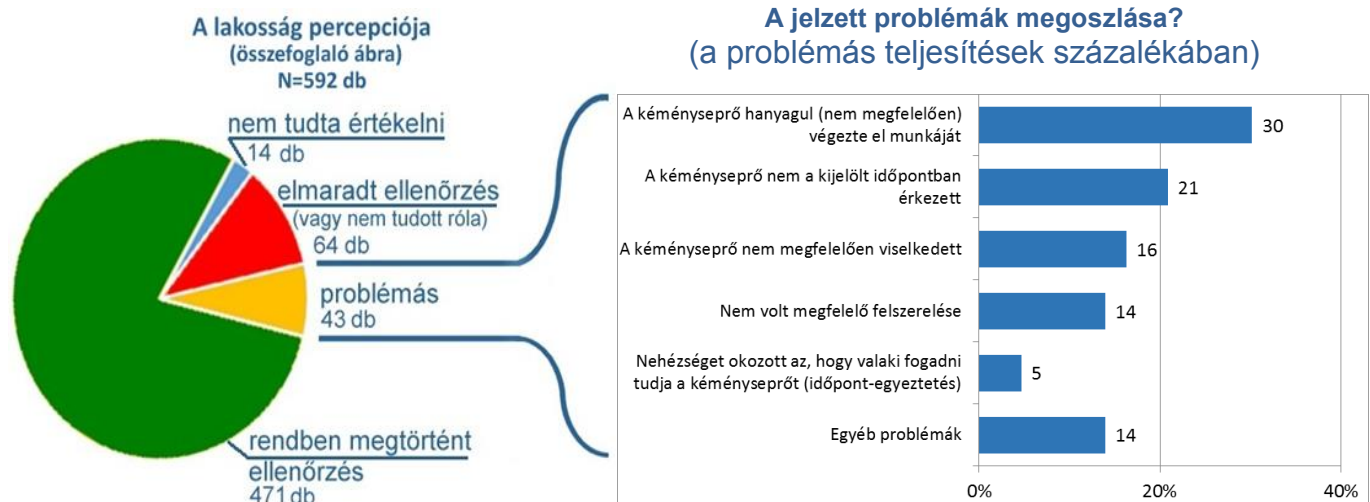 A lakosság percepciója
(összefoglaló ábra)
N=592 db
nem tudta értékelni
14 db
elmaradt ellenőrzés
(vagy nem tudott róla)
64 db
problémás
43 db
rendben megtörtént
ellenőrzés
471 db
A jelzett problémák megoszlása?
(a problémás teljesítések százalékában)
A kéményseprő hanyagul (nem megfelelően)
végezte el munkáját
30
A kéményseprő nem a kijelölt időpontban
érkezett
21
A kéményseprő nem megfelelően viselkedett
16
Nem volt megfelelő felszerelése
14
Nehézséget okozott az, hogy valaki fogadni
tudja a kéményseprőt (időpont-egyeztetés)
5
Egyéb problémák
14
0%
20%
40%